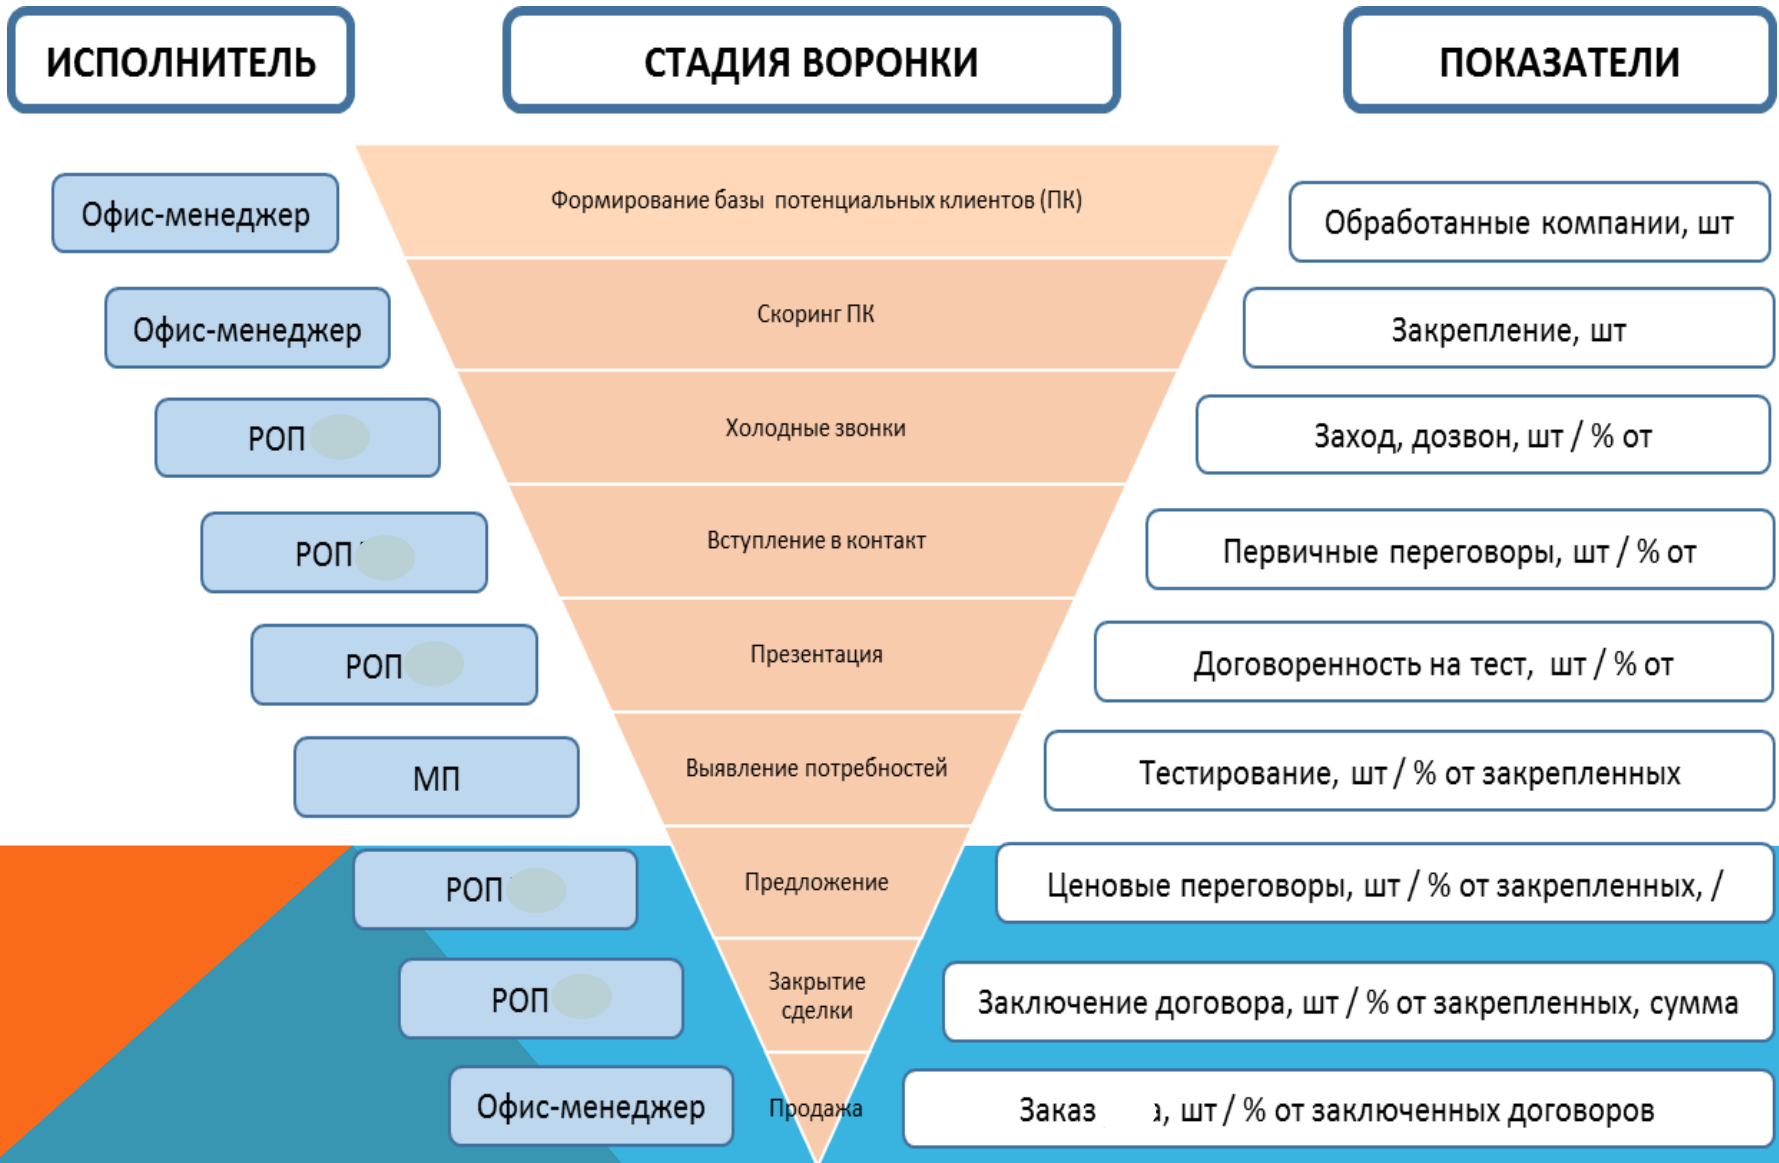 ИСПОЛНИТЕЛЬ СТАДИЯ ВОРОНКИ ПОКАЗАТЕЛИ
Офис-менеджер Формирование базы потенциальных клиентов (ПК) Обработанные компании, шт
Офис-менеджер Скоринг ПК Закрепление, шт
РОП Холодные звонки Заход, дозвон, шт / % от
РОП Вступление в контакт Первичные переговоры, шт / % от
РОП Презентация Договоренность на тест, шт / % от
МП Выявление потребностей Тестирование, шт / % от закрепленных
РОП Предложение Ценовые переговоры, шт / % от закрепленных, /
РОП Закрытие
сделки Заключение договора, шт / % от закрепленных, сумма
Офис-менеджер Продажа Заказ , шт / % от заключенных договоров